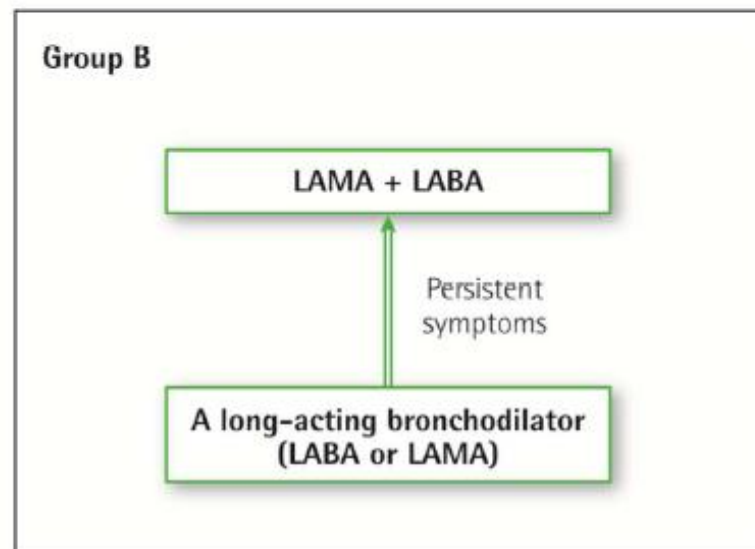 Group B
LAMA + LABA
Persistent
symptoms
A long-acting bronchodilator
(LABA or LAMA)